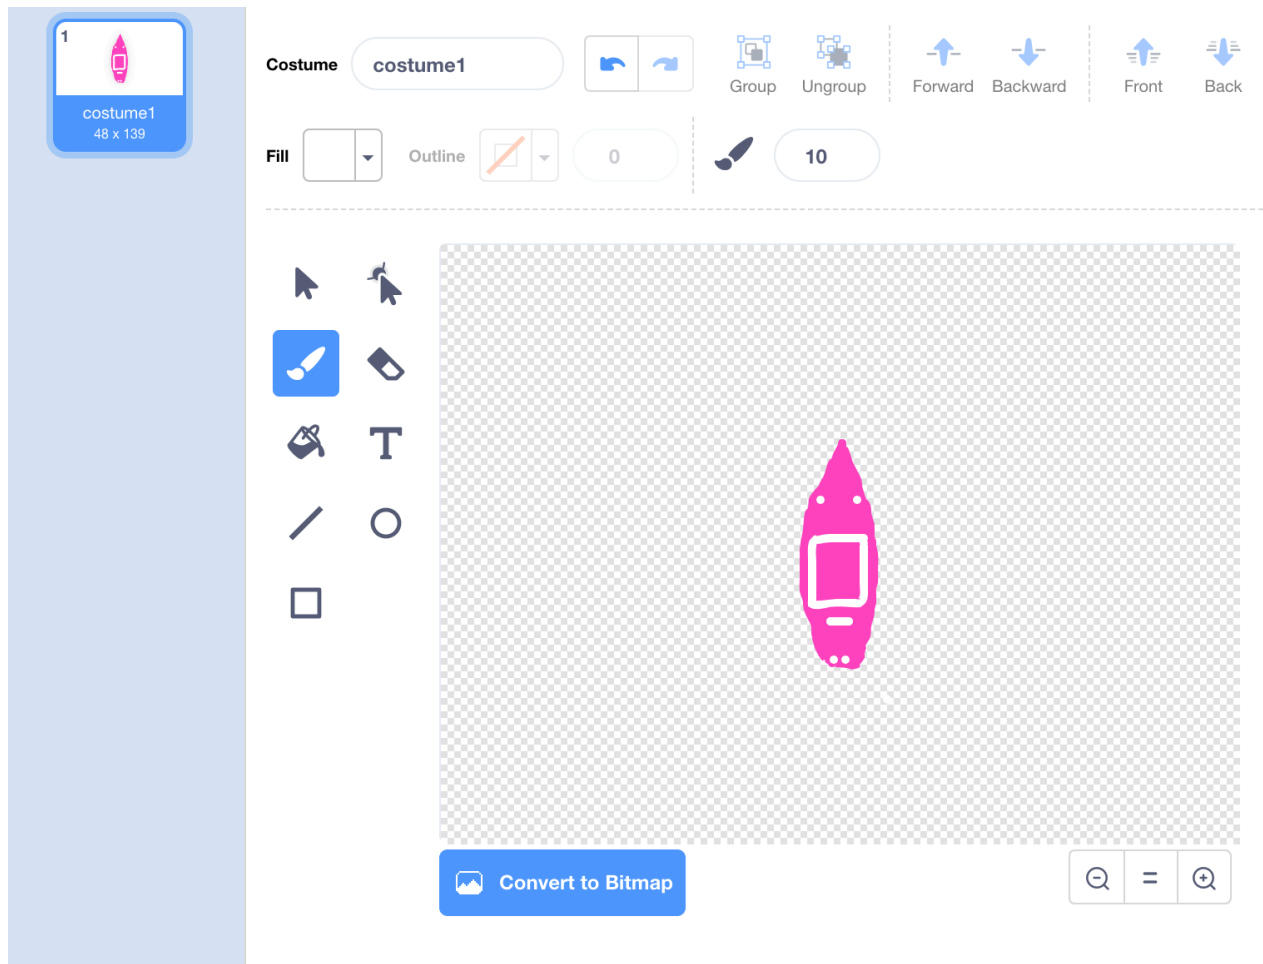 1
costume1
48 x 139
Costume
costume1
Group
Ungroup
Forward
Backward
Front
Back
Fill
Outline
0
10
T
Convert to Bitmap